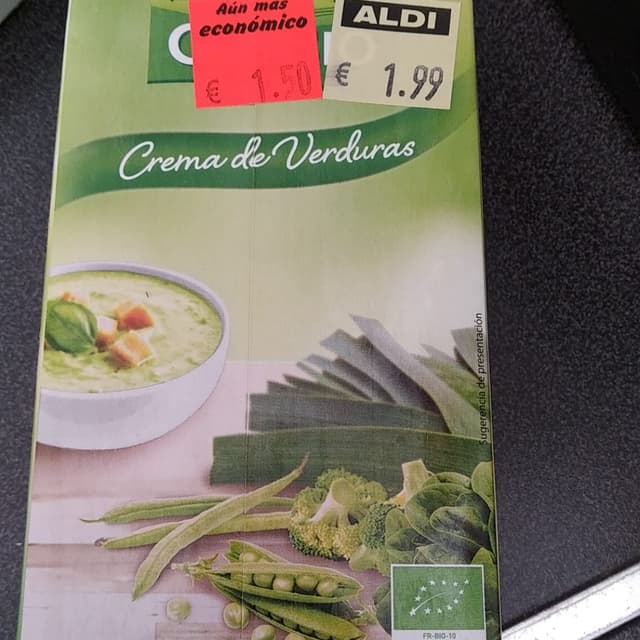 Aún más
económico
€ 1.50
ALDI
€ 1.99
Crema de Verduras
Sugerencia de presentación
FR-BIO-10